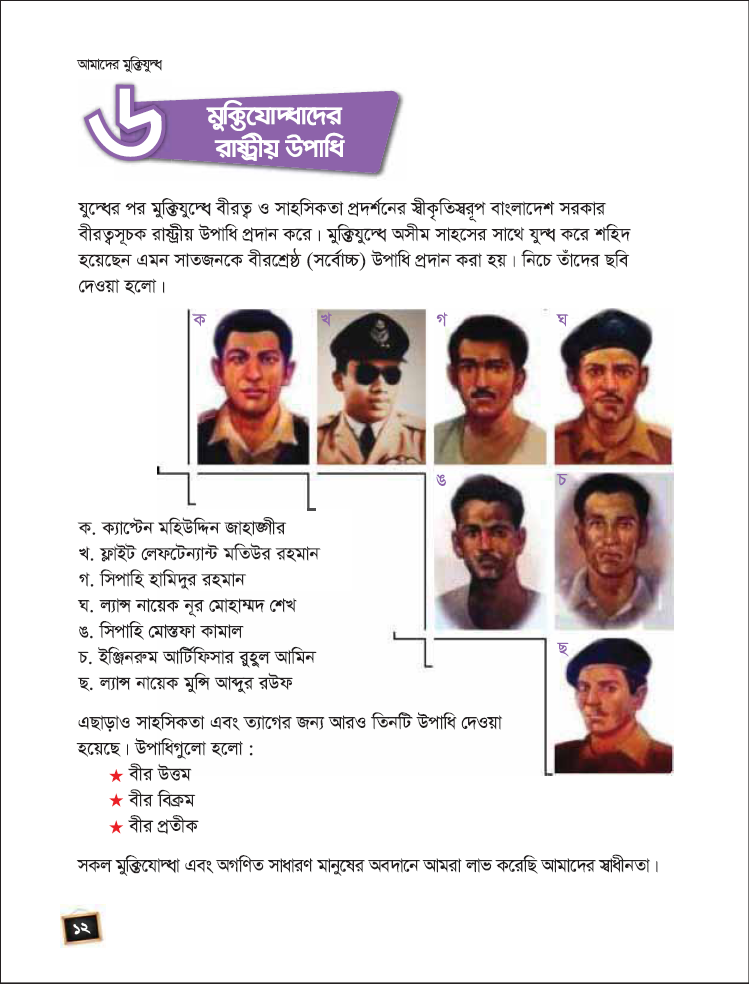 আমাদের মুক্তিযুদ্ধ
৬
মুক্তিযোদ্ধাদের
রাষ্ট্রীয় উপাধি
যুদ্ধের পর মুক্তিযুদ্ধে বীরত্ব ও সাহসিকতা প্রদর্শনের স্বীকৃতিস্বরূপ বাংলাদেশ সরকার
বীরত্বসূচক রাষ্ট্রীয় উপাধি প্রদান করে। মুক্তিযুদ্ধে অসীম সাহসের সাথে যুদ্ধ করে শহিদ
হয়েছেন এমন সাতজনকে বীরশ্রেষ্ঠ (সর্বোচ্চ) উপাধি প্রদান করা হয়। নিচে তাঁদের ছবি
দেওয়া হলো।
ক খ গ ঘ
ঙ চ
ছ
ক. ক্যাপ্টেন মহিউদ্দিন জাহাঙ্গীর
খ. ফ্লাইট লেফটেন্যান্ট মতিউর রহমান
গ. সিপাহি হামিদুর রহমান
ঘ. ল্যান্স নায়েক নূর মোহাম্মদ শেখ
ঙ. সিপাহি মোস্তফা কামাল
চ. ইঞ্জিনরুম আর্টিফিসার রুহুল আমিন
ছ. ল্যান্স নায়েক মুন্সি আব্দুর রউফ
এছাড়াও সাহসিকতা এবং ত্যাগের জন্য আরও তিনটি উপাধি দেওয়া
হয়েছে। উপাধিগুলো হলো :
★ বীর উত্তম
★ বীর বিক্রম
★ বীর প্রতীক
সকল মুক্তিযোদ্ধা এবং অগণিত সাধারণ মানুষের অবদানে আমরা লাভ করেছি আমাদের স্বাধীনতা।
১২